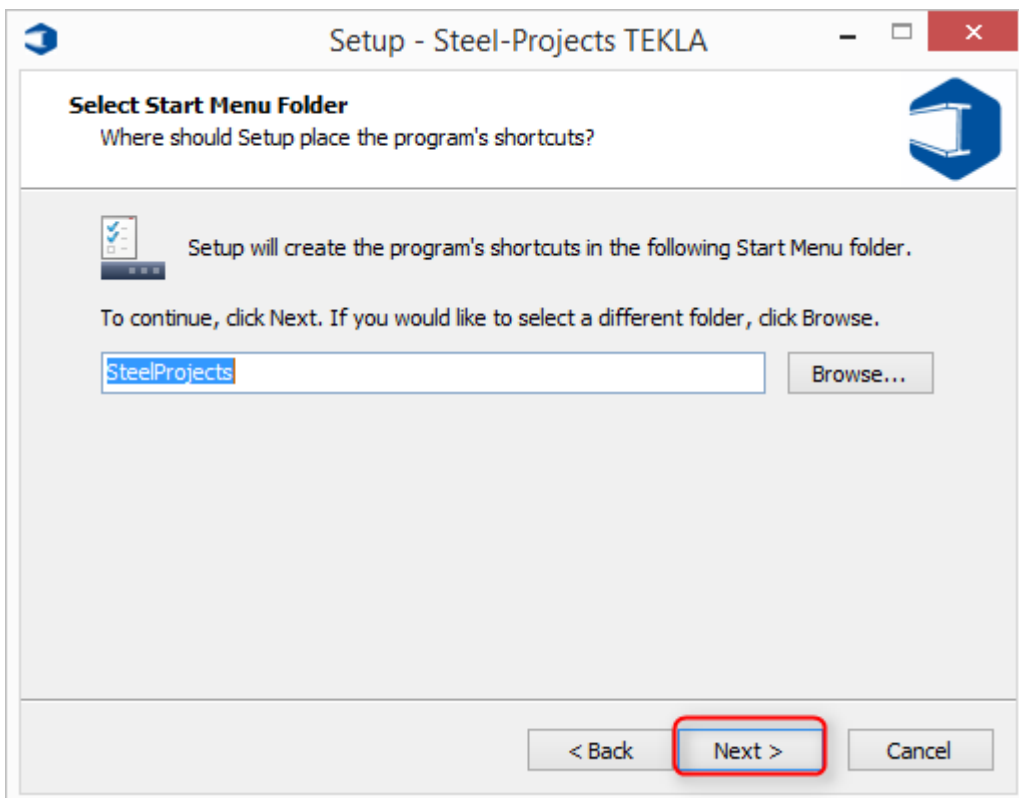 Setup - Steel-Projects TEKLA
Select Start Menu Folder
Where should Setup place the program's shortcuts?
Setup will create the program's shortcuts in the following Start Menu folder.
To continue, click Next. If you would like to select a different folder, click Browse.
SteelProjects
Browse...
< Back
Next >
Cancel